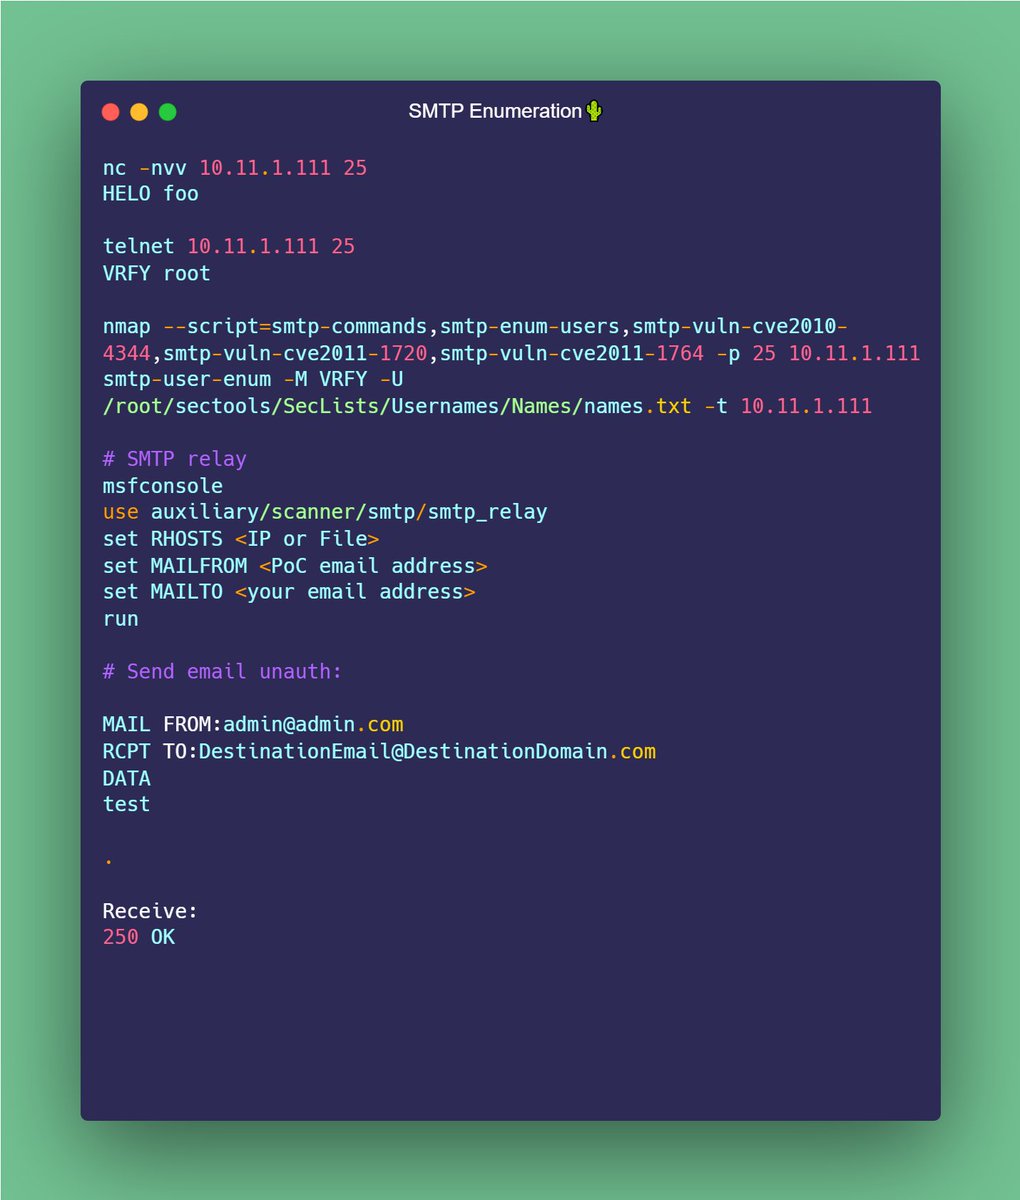 SMTP Enumeration🌵
nc -nvv 10.11.1.111 25
HELO foo
telnet 10.11.1.111 25
VRFY root
nmap --script=smtp-commands,smtp-enum-users,smtp-vuln-cve2010-
4344,smtp-vuln-cve2011-1720,smtp-vuln-cve2011-1764 -p 25 10.11.1.111
smtp-user-enum -M VRFY -U
/root/sectools/SecLists/Usernames/Names/names.txt -t 10.11.1.111
# SMTP relay
msfconsole
use auxiliary/scanner/smtp/smtp_relay
set RHOSTS <IP or File>
set MAILFROM <PoC email address>
set MAILTO <your email address>
run
# Send email unauth:
MAIL FROM:admin@admin.com
RCPT TO:DestinationEmail@DestinationDomain.com
DATA
test
.
Receive:
250 OK